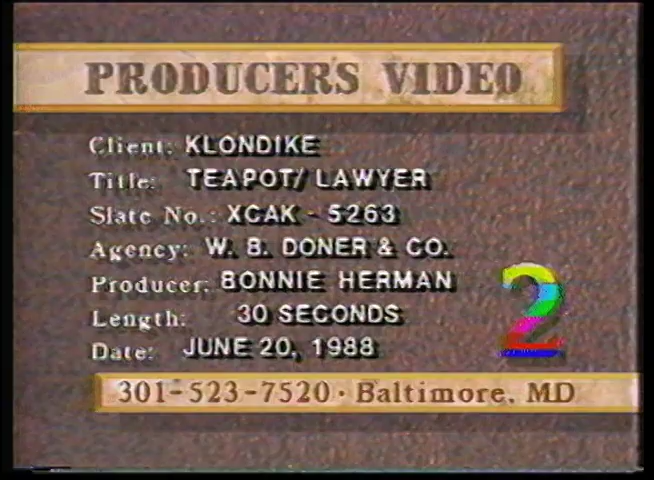 PRODUCERS VIDEO
Client: KLONDIKE
Title: TEAPOT/ LAWYER
Slate No.: XCAK - 5263
Agency: W. B. DONER & CO.
Producer: BONNIE HERMAN
Length: 30 SECONDS
Date: JUNE 20, 1988
2
301-523-7520 · Baltimore, MD